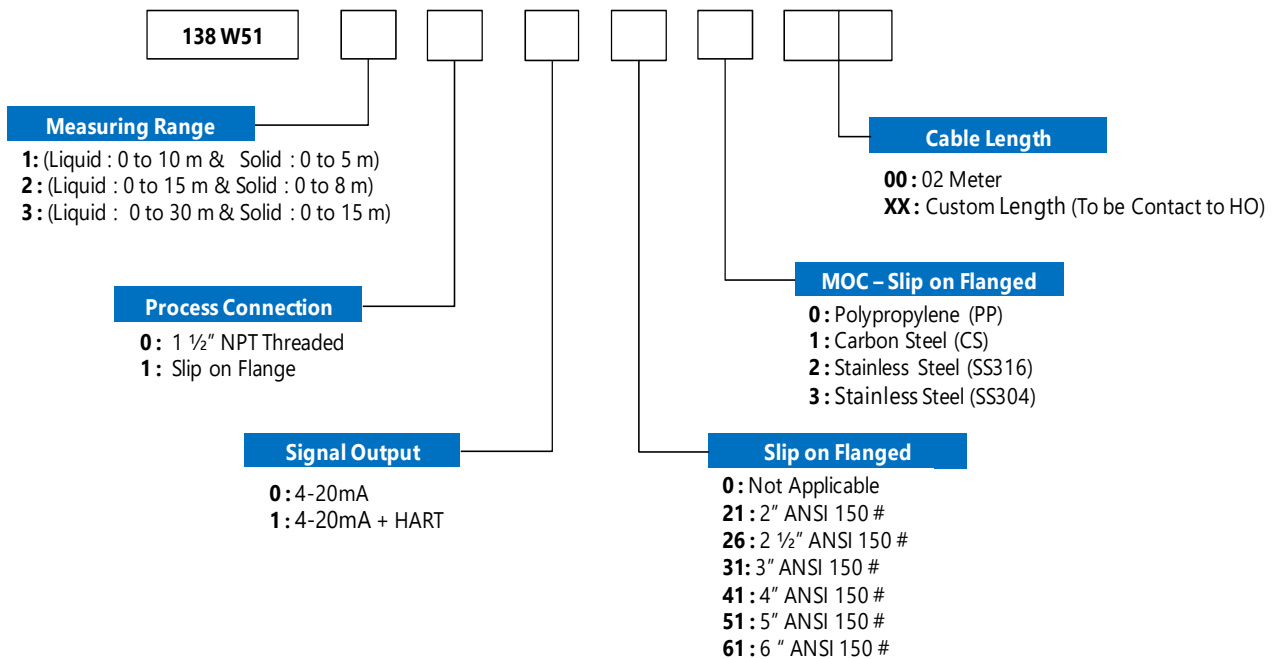 138 W51
Measuring Range
1: (Liquid : 0 to 10 m & Solid : 0 to 5 m)
2 : (Liquid : 0 to 15 m & Solid : 0 to 8 m)
3 : (Liquid : 0 to 30 m & Solid : 0 to 15 m)
Process Connection
0 : 1 ½” NPT Threaded
1 : Slip on Flange
Signal Output
0 : 4-20mA
1 : 4-20mA + HART
Cable Length
00 : 02 Meter
XX : Custom Length (To be Contact to HO)
MOC – Slip on Flanged
0 : Polypropylene (PP)
1 : Carbon Steel (CS)
2 : Stainless Steel (SS316)
3 : Stainless Steel (SS304)
Slip on Flanged
0 : Not Applicable
21 : 2” ANSI 150 #
26 : 2 ½” ANSI 150 #
31: 3” ANSI 150 #
41 : 4” ANSI 150 #
51 : 5” ANSI 150 #
61 : 6 “ ANSI 150 #